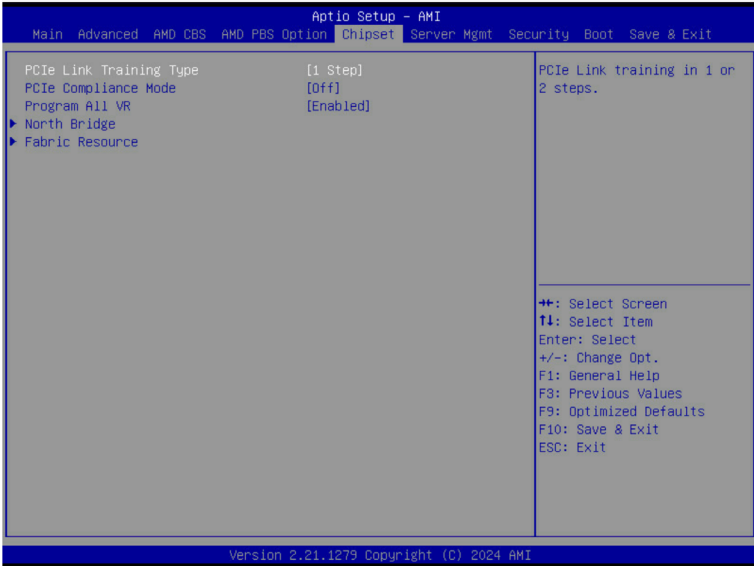 Aptio Setup – AMI
Main Advanced AMD CBS AMD PBS Option Chipset Server Mgmt Security Boot Save & Exit
PCIe Link Training Type [1 Step]
PCIe Compliance Mode [Off]
Program All VR [Enabled]
North Bridge
Fabric Resource
PCIe Link training in 1 or
2 steps.
→←: Select Screen
↑↓: Select Item
Enter: Select
+/-: Change Opt.
F1: General Help
F3: Previous Values
F9: Optimized Defaults
F10: Save & Exit
ESC: Exit
Version 2.21.1279 Copyright (C) 2024 AMI